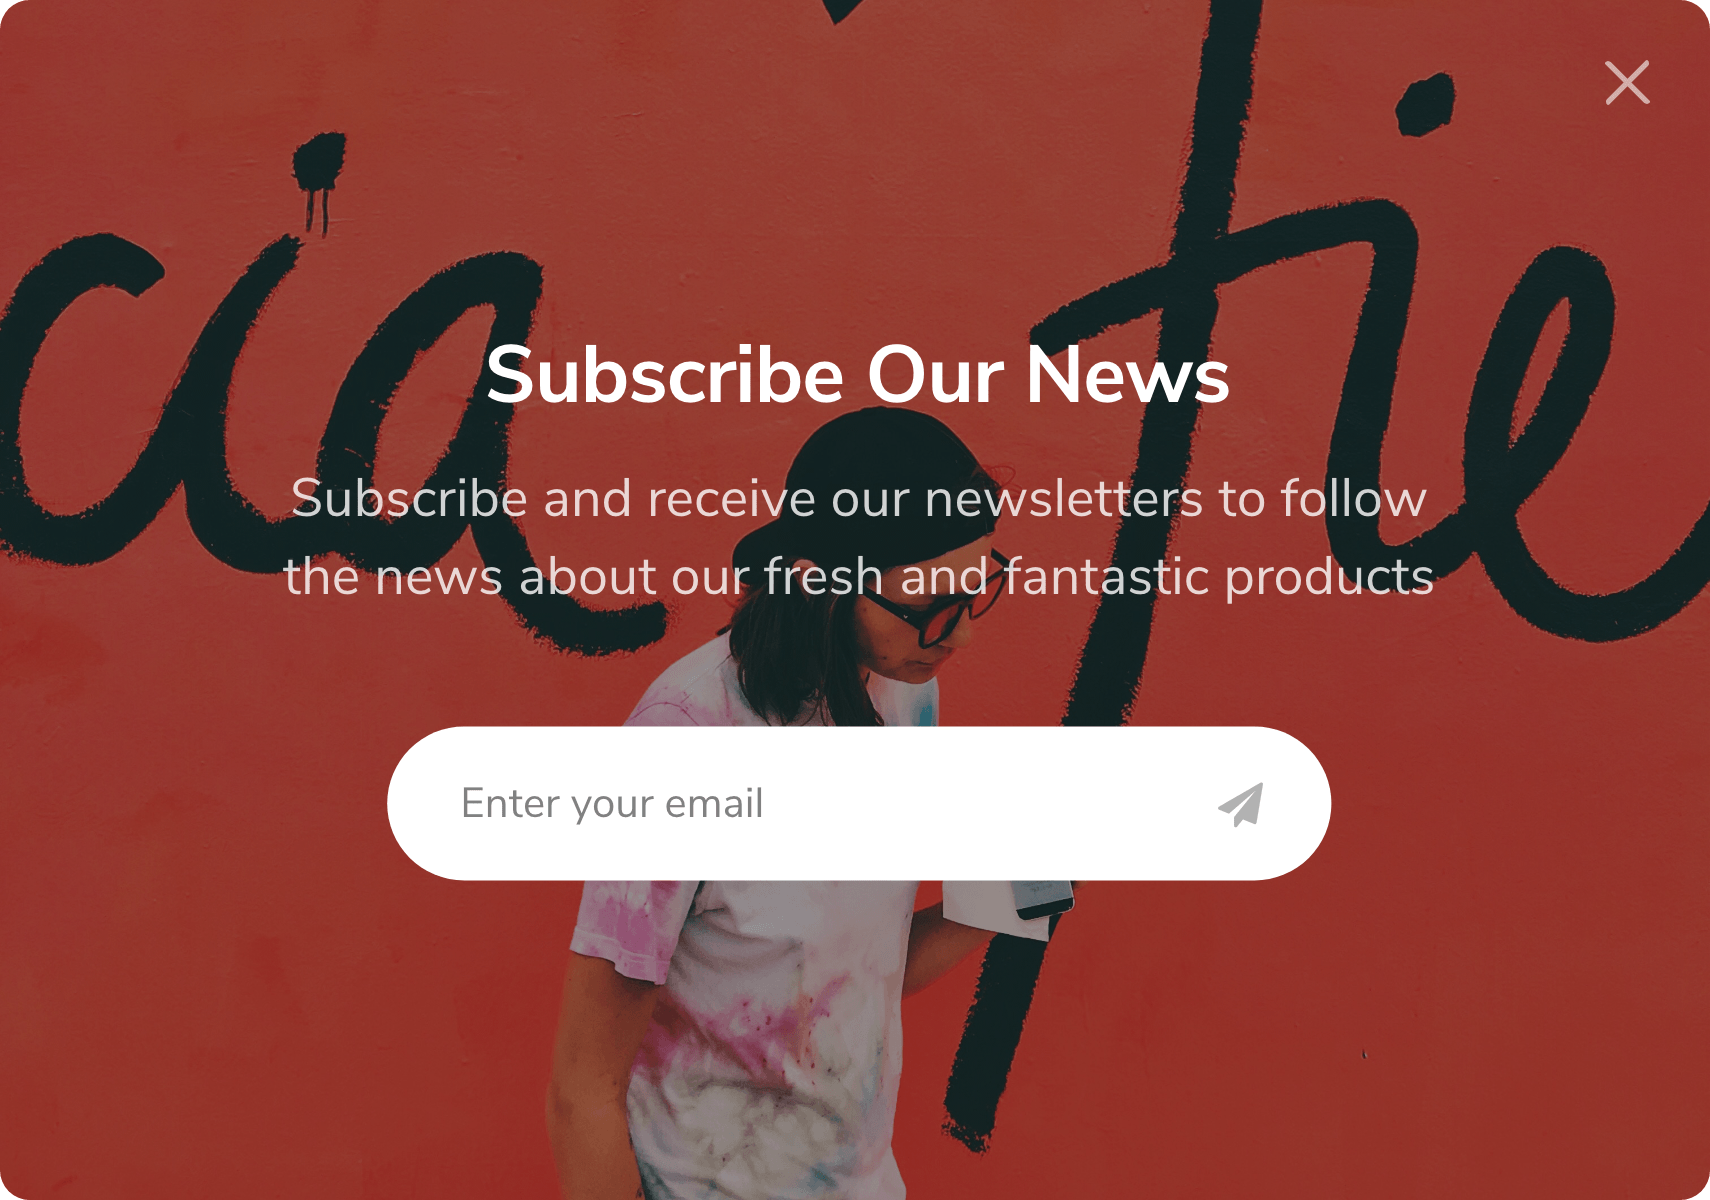 cia tie
Subscribe Our News
Subscribe and receive our newsletters to follow
the news about our fresh and fantastic products
Enter your email